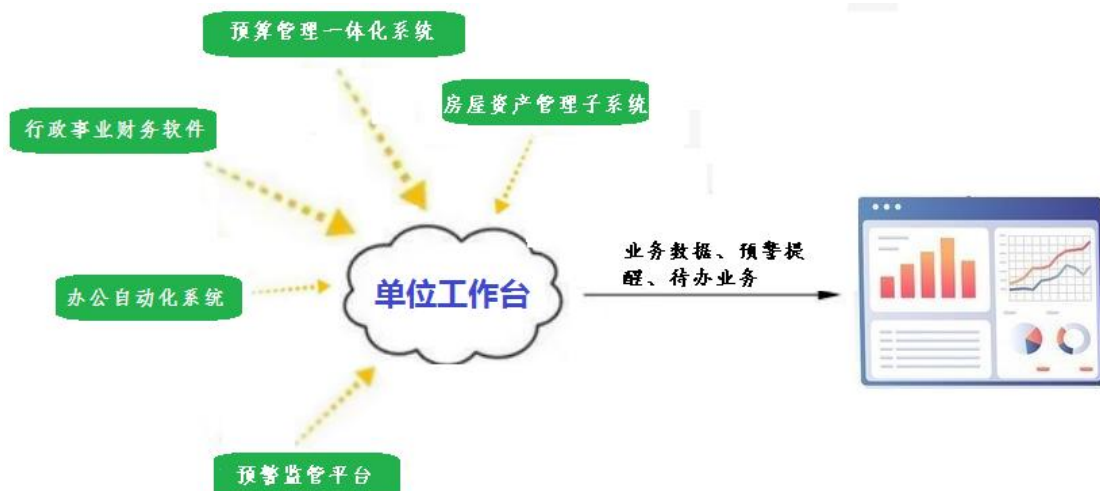 预算管理一体化系统
房屋资产管理子系统
行政事业财务软件
业务数据、预警提
醒、待办业务
办公自动化系统
单位工作台
预警监管平台